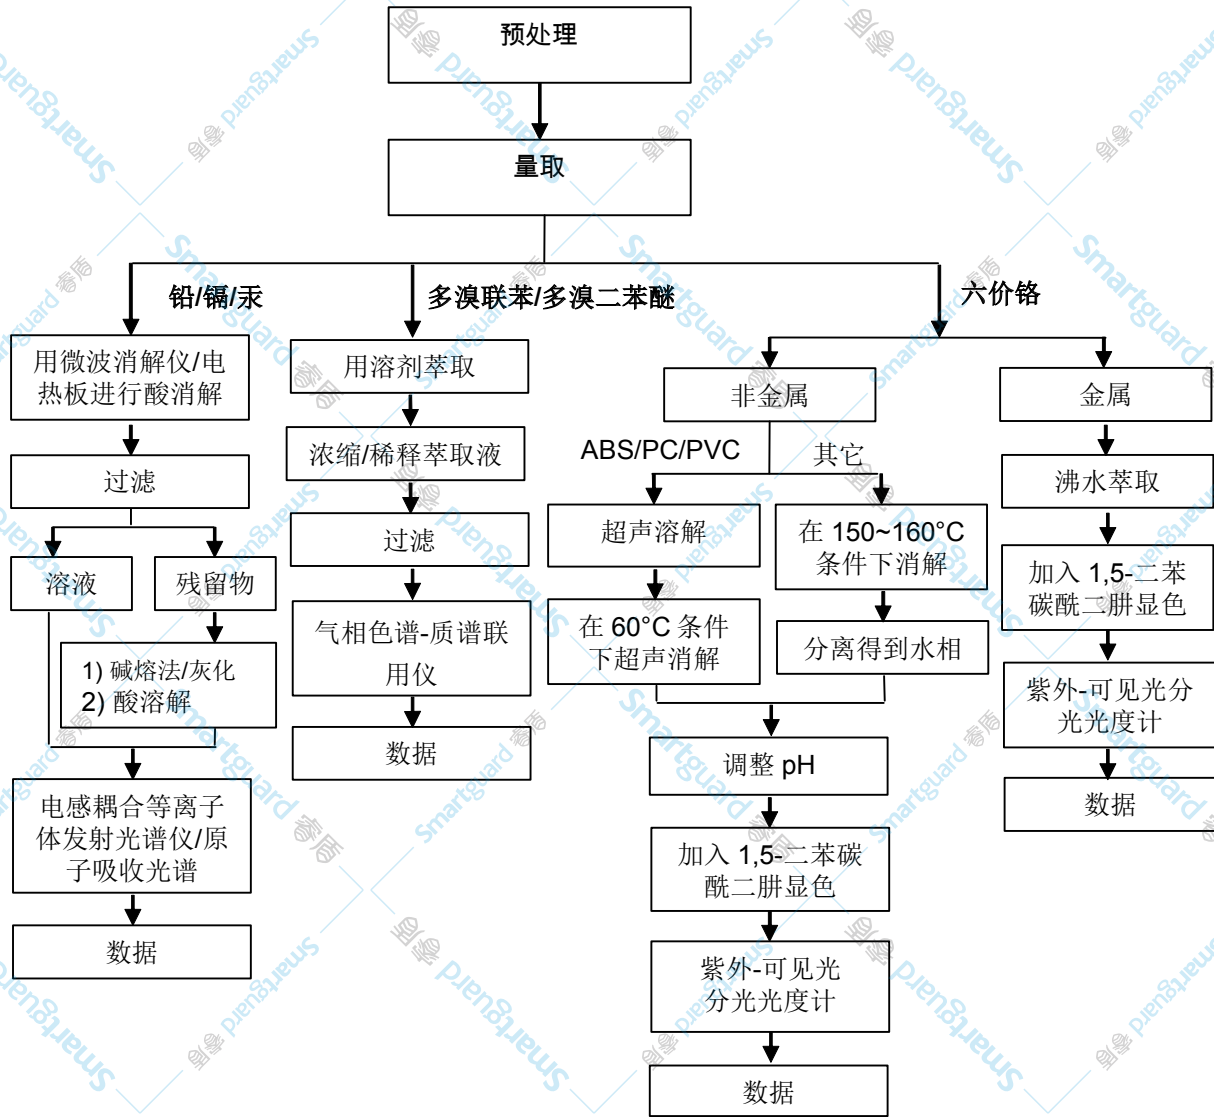 预处理
量取
铅/镉/汞
多溴联苯/多溴二苯醚
六价铬
用微波消解仪/电
热板进行酸消解
过滤
溶液
残留物
1) 碱熔法/灰化
2) 酸溶解
电感耦合等离子
体发射光谱仪/原
子吸收光谱
数据
用溶剂萃取
浓缩/稀释萃取液
过滤
气相色谱-质谱联
用仪
数据
非金属
ABS/PC/PVC
其它
超声溶解
在 60°C 条件
下超声消解
在 150~160°C
条件下消解
分离得到水相
调整 pH
加入 1,5-二苯碳
酰二肼显色
紫外-可见光
分光光度计
数据
金属
沸水萃取
加入 1,5-二苯
碳酰二肼显色
紫外-可见光分
光光度计
数据
Smartguard 睿盾